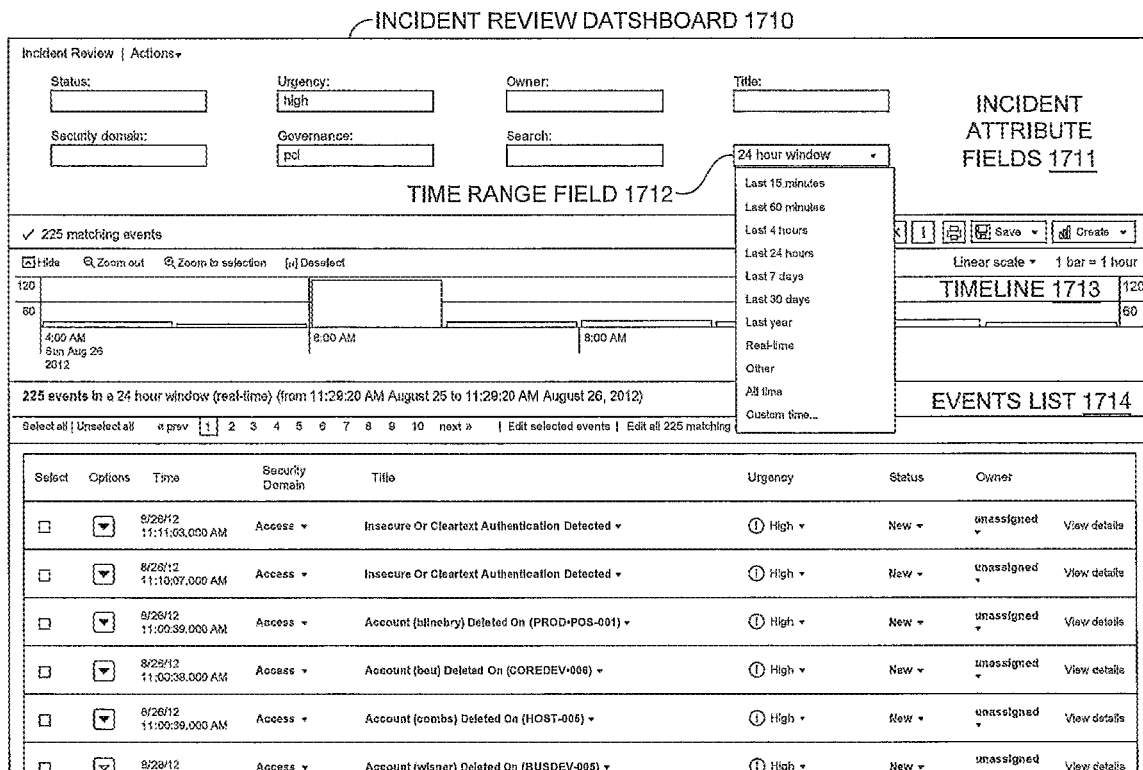 INCIDENT REVIEW DATSHBOARD 1710
Incident Review | Actions
Status:
Urgency:
high
Owner:
Title:
INCIDENT
ATTRIBUTE
FIELDS 1711
Security domain:
Governance:
pci
Search:
24 hour window
TIME RANGE FIELD 1712
Last 15 minutes
Last 60 minutes
Last 4 hours
Last 24 hours
Last 7 days
Last 30 days
Last year
Real-time
Other
All time
Custom time...
✓ 225 matching events
Save
Create
Hide
Zoom out
Zoom to selection
Deselect
Linear scale
1 bar = 1 hour
TIMELINE 1713
120
60
120
60
4:00 AM
Sun Aug 26
2012
6:00 AM
8:00 AM
225 events in a 24 hour window (real-time) (from 11:29:20 AM August 25 to 11:29:20 AM August 26, 2012)
EVENTS LIST 1714
Select all | Unselect all « prev 1 2 3 4 5 6 7 8 9 10 next » | Edit selected events | Edit all 225 matching
Select Options Time Security Domain Title Urgency Status Owner
8/26/12 11:11:03.000 AM Access Insecure Or Cleartext Authentication Detected High New unassigned View details
8/26/12 11:10:07.000 AM Access Insecure Or Cleartext Authentication Detected High New unassigned View details
8/26/12 11:00:39.000 AM Access Account (blinebry) Deleted On (PROD-POS-001) High New unassigned View details
8/26/12 11:00:38.000 AM Access Account (beu) Deleted On (COREDEV-006) High New unassigned View details
8/26/12 11:00:39.000 AM Access Account (combs) Deleted On (HOST-005) High New unassigned View details
8/26/12 Access Account (wisner) Deleted On (BUSDEV-005) High New unassigned View details